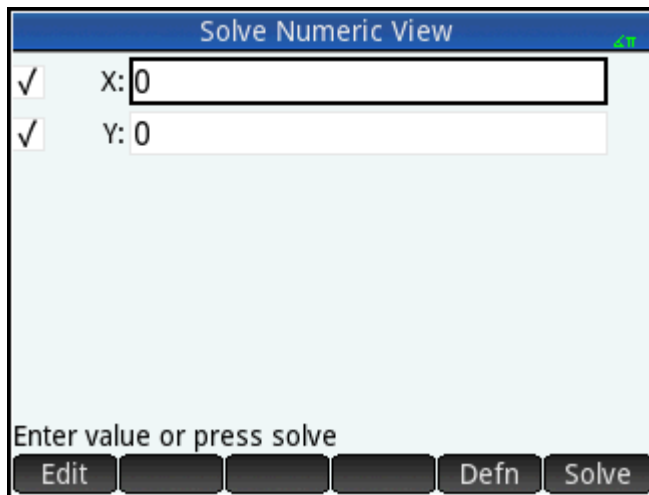 Solve Numeric View
∡π
√ X: 0
√ Y: 0
Enter value or press solve
Edit Defn Solve